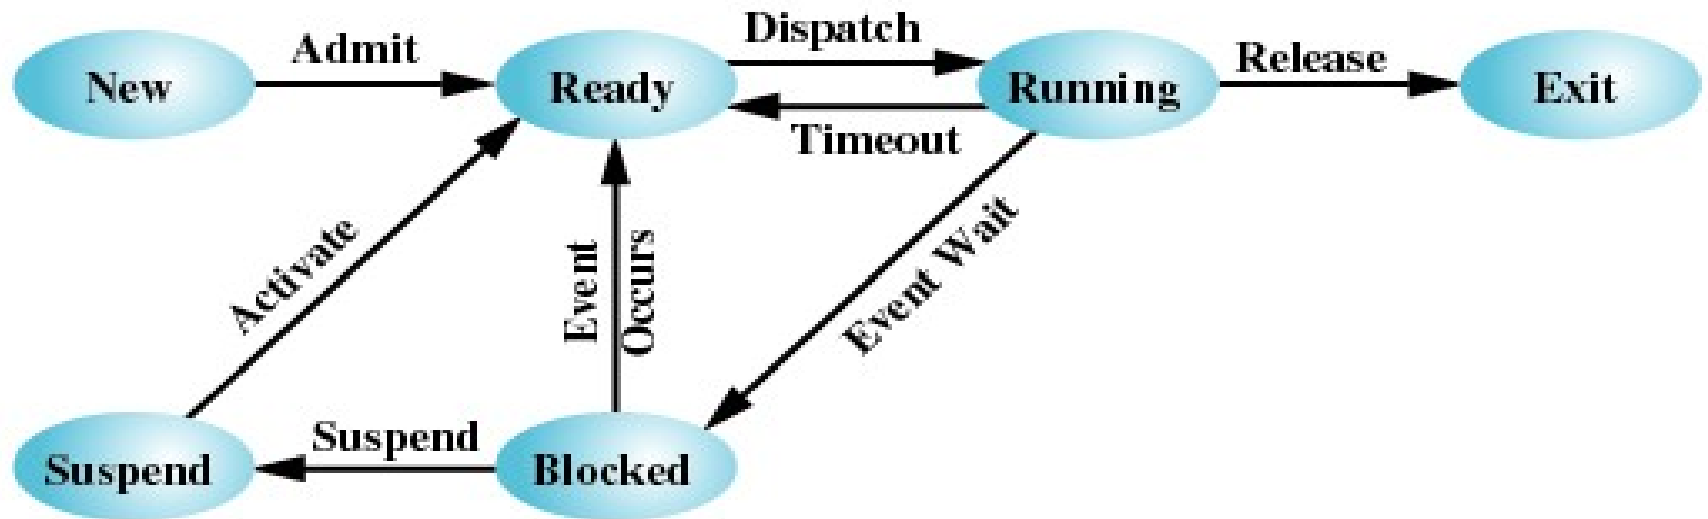 Admit
Dispatch
Release
New
Ready
Running
Exit
Timeout
Activate
Event
Occurs
Event Wait
Suspend
Suspend
Blocked